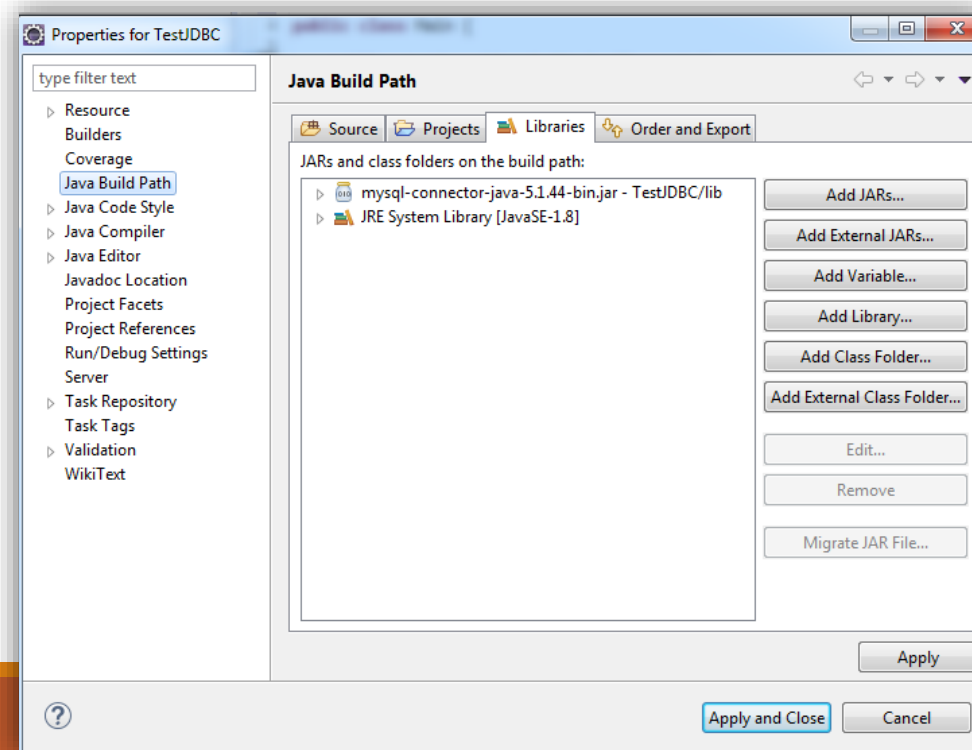 Properties for TestJDBC
public class Main {
type filter text
Resource
Builders
Coverage
Java Build Path
Java Code Style
Java Compiler
Java Editor
Javadoc Location
Project Facets
Project References
Run/Debug Settings
Server
Task Repository
Task Tags
Validation
WikiText
Java Build Path
Source Projects Libraries Order and Export
JARs and class folders on the build path:
mysql-connector-java-5.1.44-bin.jar - TestJDBC/lib
JRE System Library [JavaSE-1.8]
Add JARs...
Add External JARs...
Add Variable...
Add Library...
Add Class Folder...
Add External Class Folder...
Edit...
Remove
Migrate JAR File...
Apply
Apply and Close
Cancel